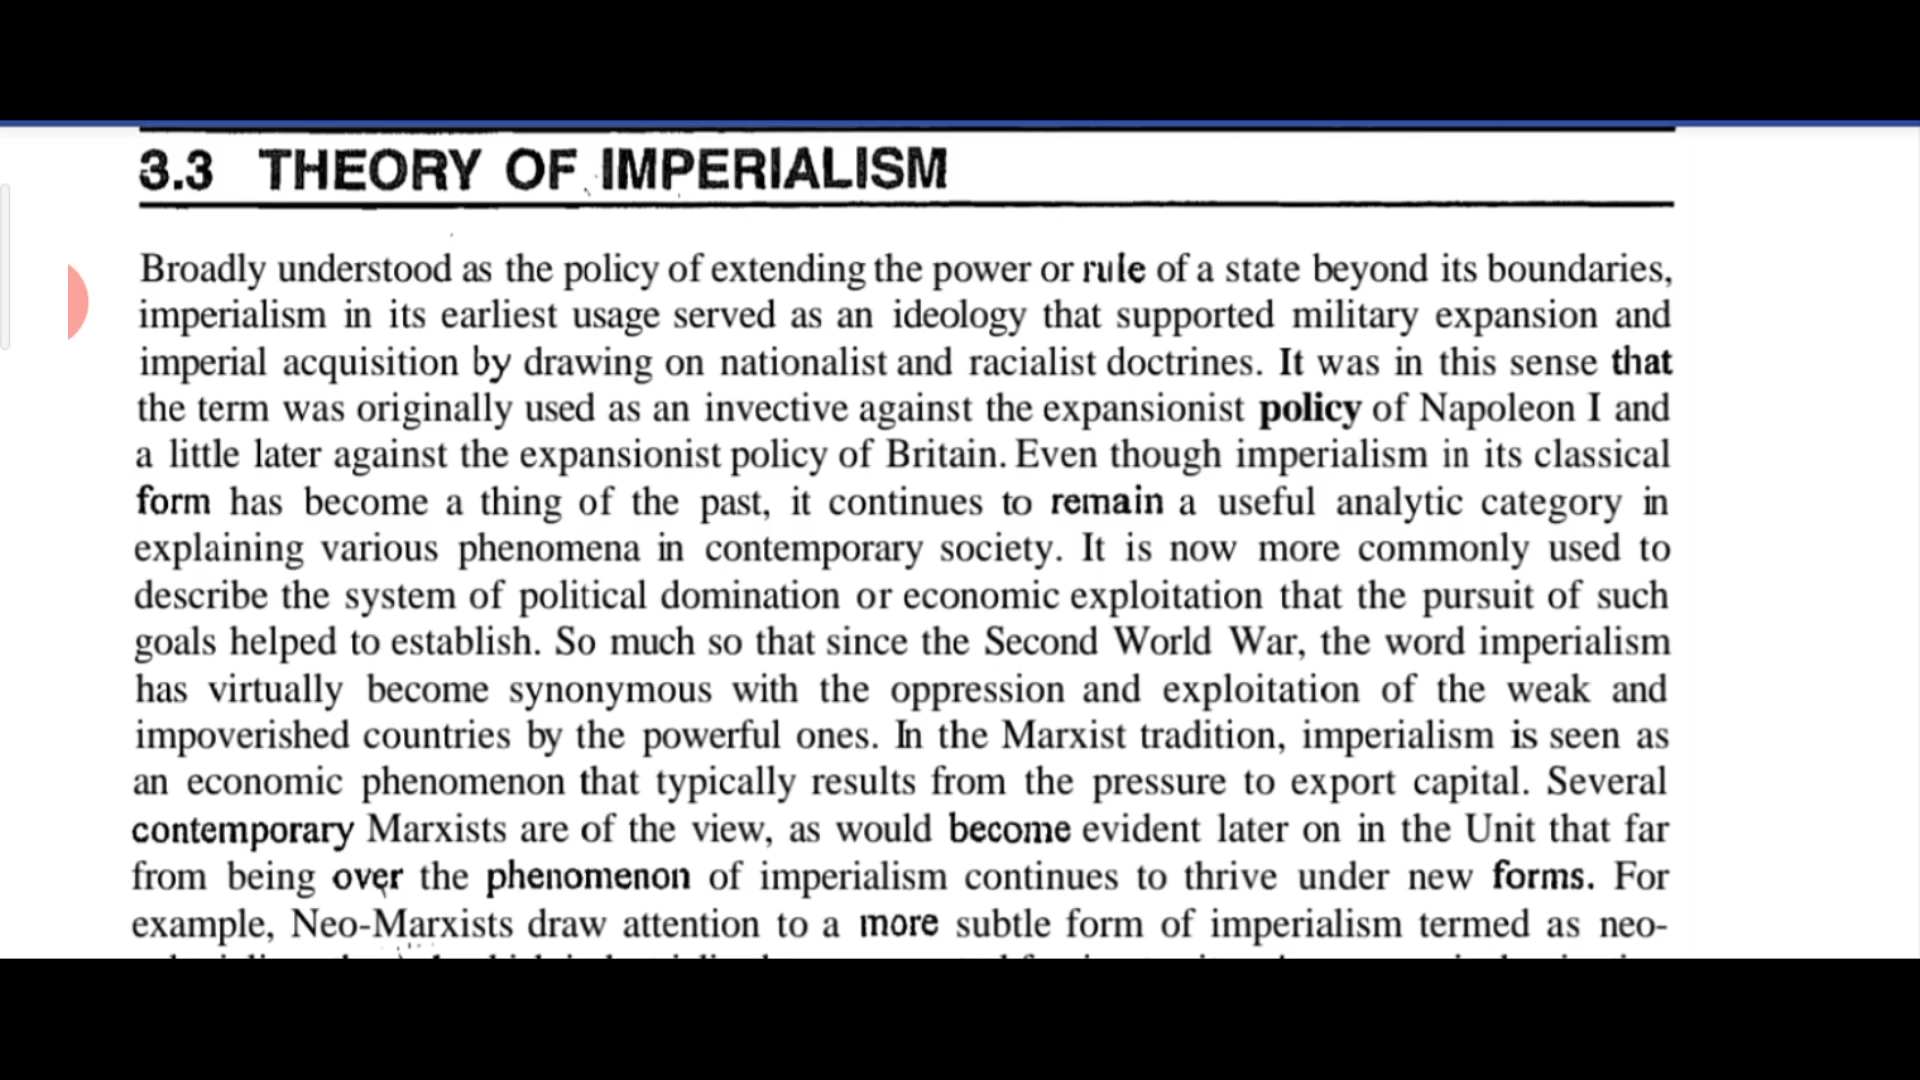 3.3 THEORY OF IMPERIALISM
Broadly understood as the policy of extending the power or rule of a state beyond its boundaries,
imperialism in its earliest usage served as an ideology that supported military expansion and
imperial acquisition by drawing on nationalist and racialist doctrines. It was in this sense that
the term was originally used as an invective against the expansionist policy of Napoleon I and
a little later against the expansionist policy of Britain. Even though imperialism in its classical
form has become a thing of the past, it continues to remain a useful analytic category in
explaining various phenomena in contemporary society. It is now more commonly used to
describe the system of political domination or economic exploitation that the pursuit of such
goals helped to establish. So much so that since the Second World War, the word imperialism
has virtually become synonymous with the oppression and exploitation of the weak and
impoverished countries by the powerful ones. In the Marxist tradition, imperialism is seen as
an economic phenomenon that typically results from the pressure to export capital. Several
contemporary Marxists are of the view, as would become evident later on in the Unit that far
from being over the phenomenon of imperialism continues to thrive under new forms. For
example, Neo-Marxists draw attention to a more subtle form of imperialism termed as neo-